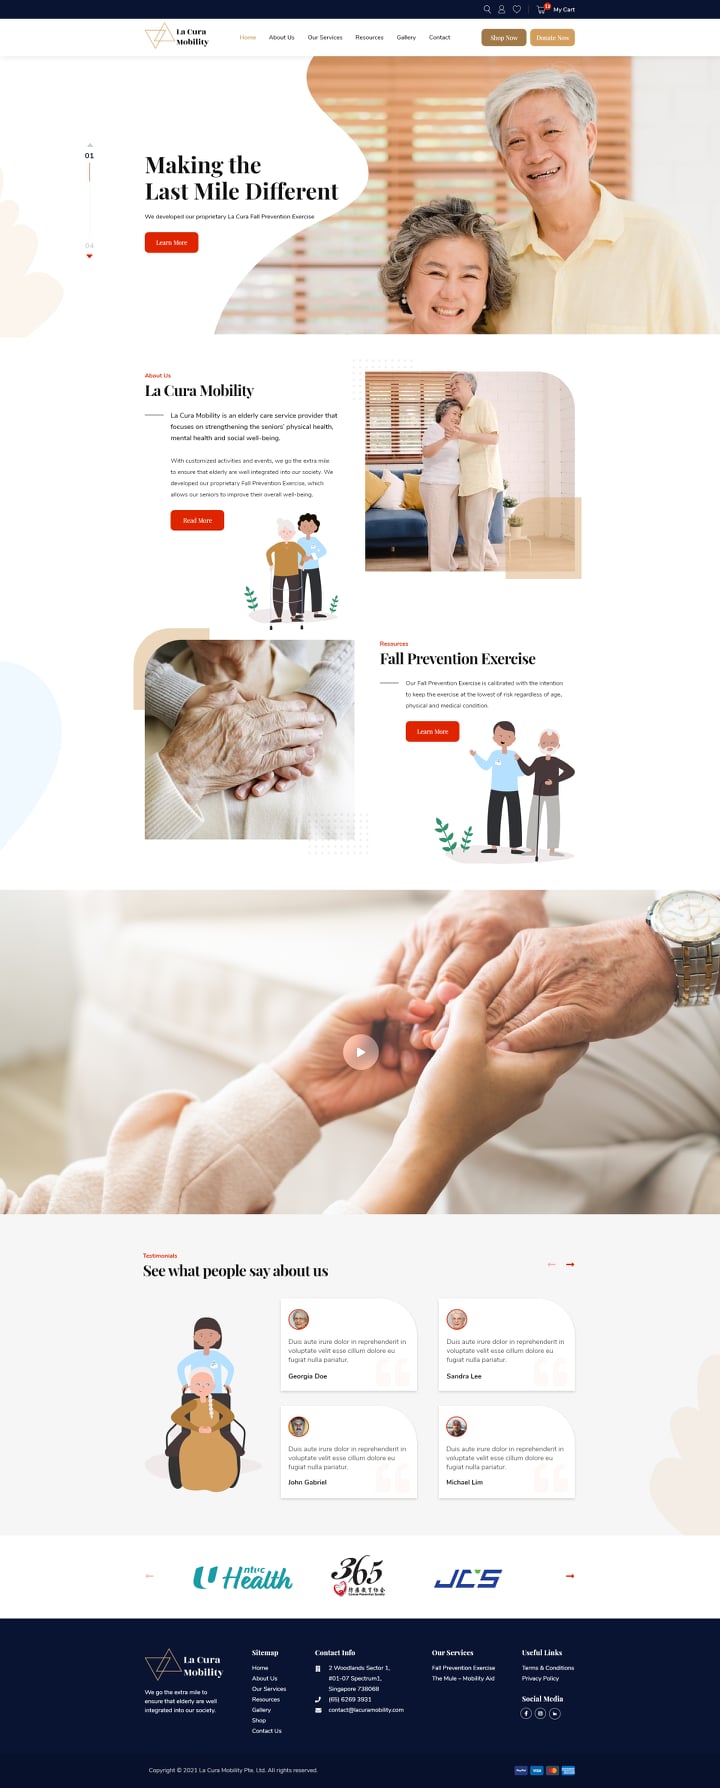 13
My Cart
La Cura
Mobility
Home
About Us
Our Services
Resources
Gallery
Contact
Shop Now
Donate Now
01
Making the
Last Mile Different
We developed our proprietary La Cura Fall Prevention Exercise
Learn More
04
About Us
La Cura Mobility
La Cura Mobility is an elderly care service provider that
focuses on strengthening the seniors' physical health,
mental health and social well-being.
With customized activities and events, we go the extra mile
to ensure that elderly are well integrated into our society. We
developed our proprietary Fall Prevention Exercise, which
allows our seniors to improve their overall well-being.
Read More
Resources
Fall Prevention Exercise
Our Fall Prevention Exercise is calibrated with the intention
to keep the exercise at the lowest of risk regardless of age,
physical and medical condition.
Learn More
Testimonials
See what people say about us
Duis aute irure dolor in reprehenderit in
voluptate velit esse cillum dolore eu
fugiat nulla pariatur.
Georgia Doe
Duis aute irure dolor in reprehenderit in
voluptate velit esse cillum dolore eu
fugiat nulla pariatur.
Sandra Lee
Duis aute irure dolor in reprehenderit in
voluptate velit esse cillum dolore eu
fugiat nulla pariatur.
John Gabriel
Duis aute irure dolor in reprehenderit in
voluptate velit esse cillum dolore eu
fugiat nulla pariatur.
Michael Lim
ntuc
Health
365
JCS
La Cura
Mobility
We go the extra mile to
ensure that elderly are well
integrated into our society.
Sitemap
Home
About Us
Our Services
Resources
Gallery
Shop
Contact Us
Contact Info
2 Woodlands Sector 1,
#01-07 Spectrum1,
Singapore 738068
(65) 6269 3931
contact@lacuramobility.com
Our Services
Fall Prevention Exercise
The Mule – Mobility Aid
Useful Links
Terms & Conditions
Privacy Policy
Social Media
Copyright © 2021 La Cura Mobility Pte. Ltd. All rights reserved.
PayPal
VISA